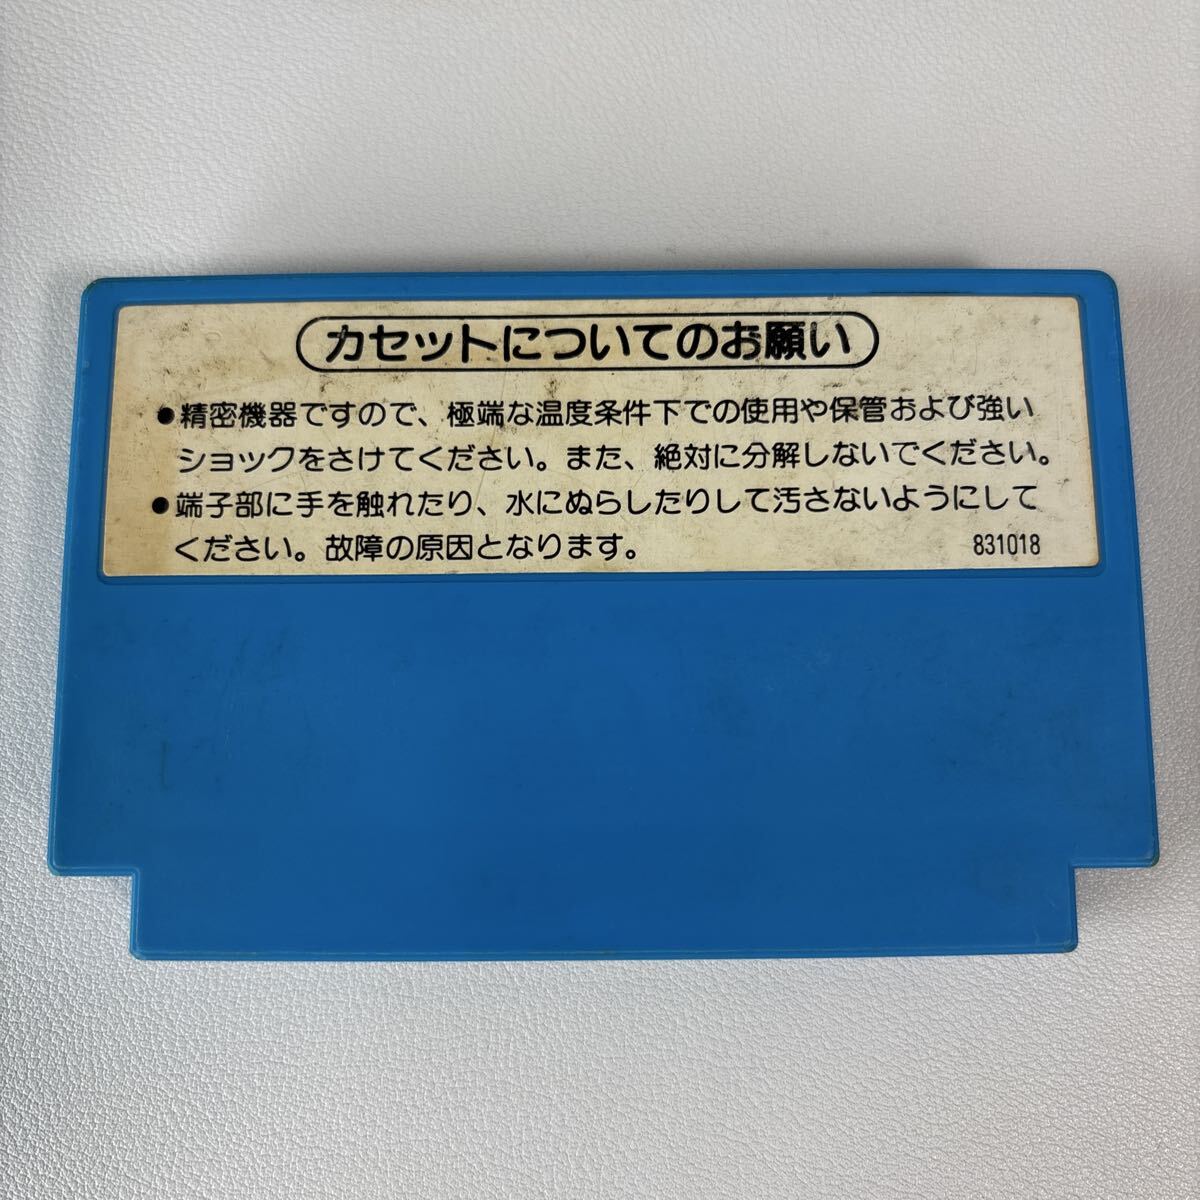 カセットについてのお願い
●精密機器ですので、極端な温度条件下での使用や保管および強い
ショックをさけてください。また、絶対に分解しないでください。
●端子部に手を触れたり、水にぬらしたりして汚さないようにして
ください。故障の原因となります。 831018